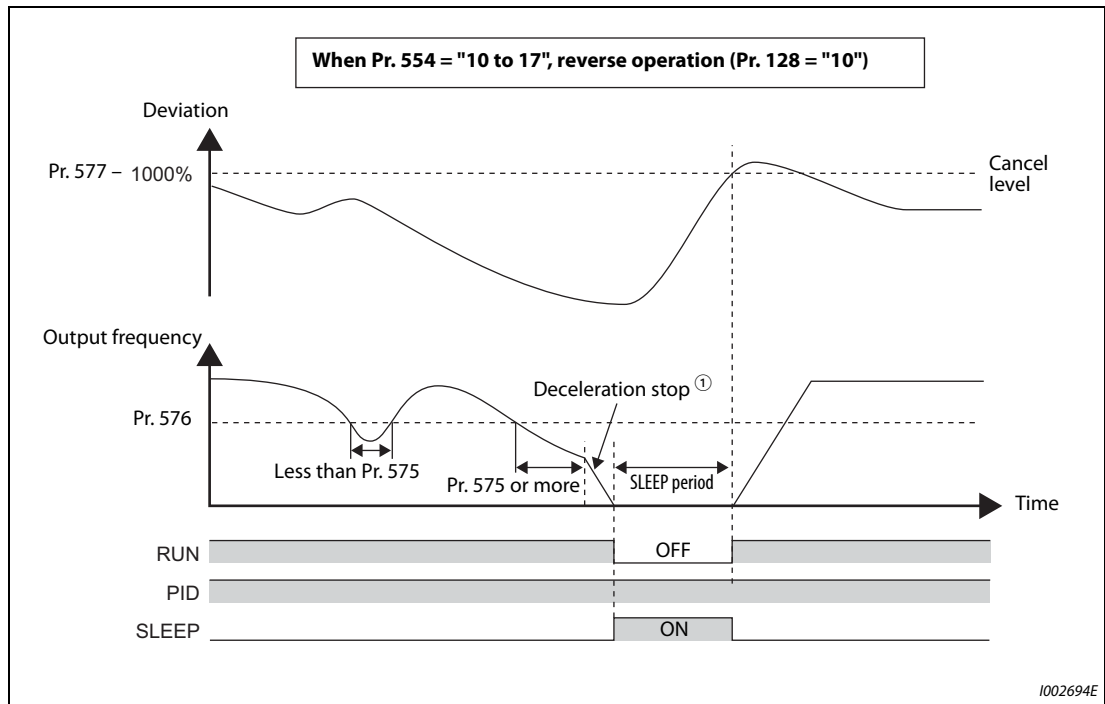 When Pr. 554 = "10 to 17", reverse operation (Pr. 128 = "10")
Deviation
Pr. 577 – 1000%
Cancel
level
Output frequency
Deceleration stop ①
Pr. 576
Less than Pr. 575
Pr. 575 or more
SLEEP period
Time
RUN
OFF
PID
SLEEP
ON
I002694E